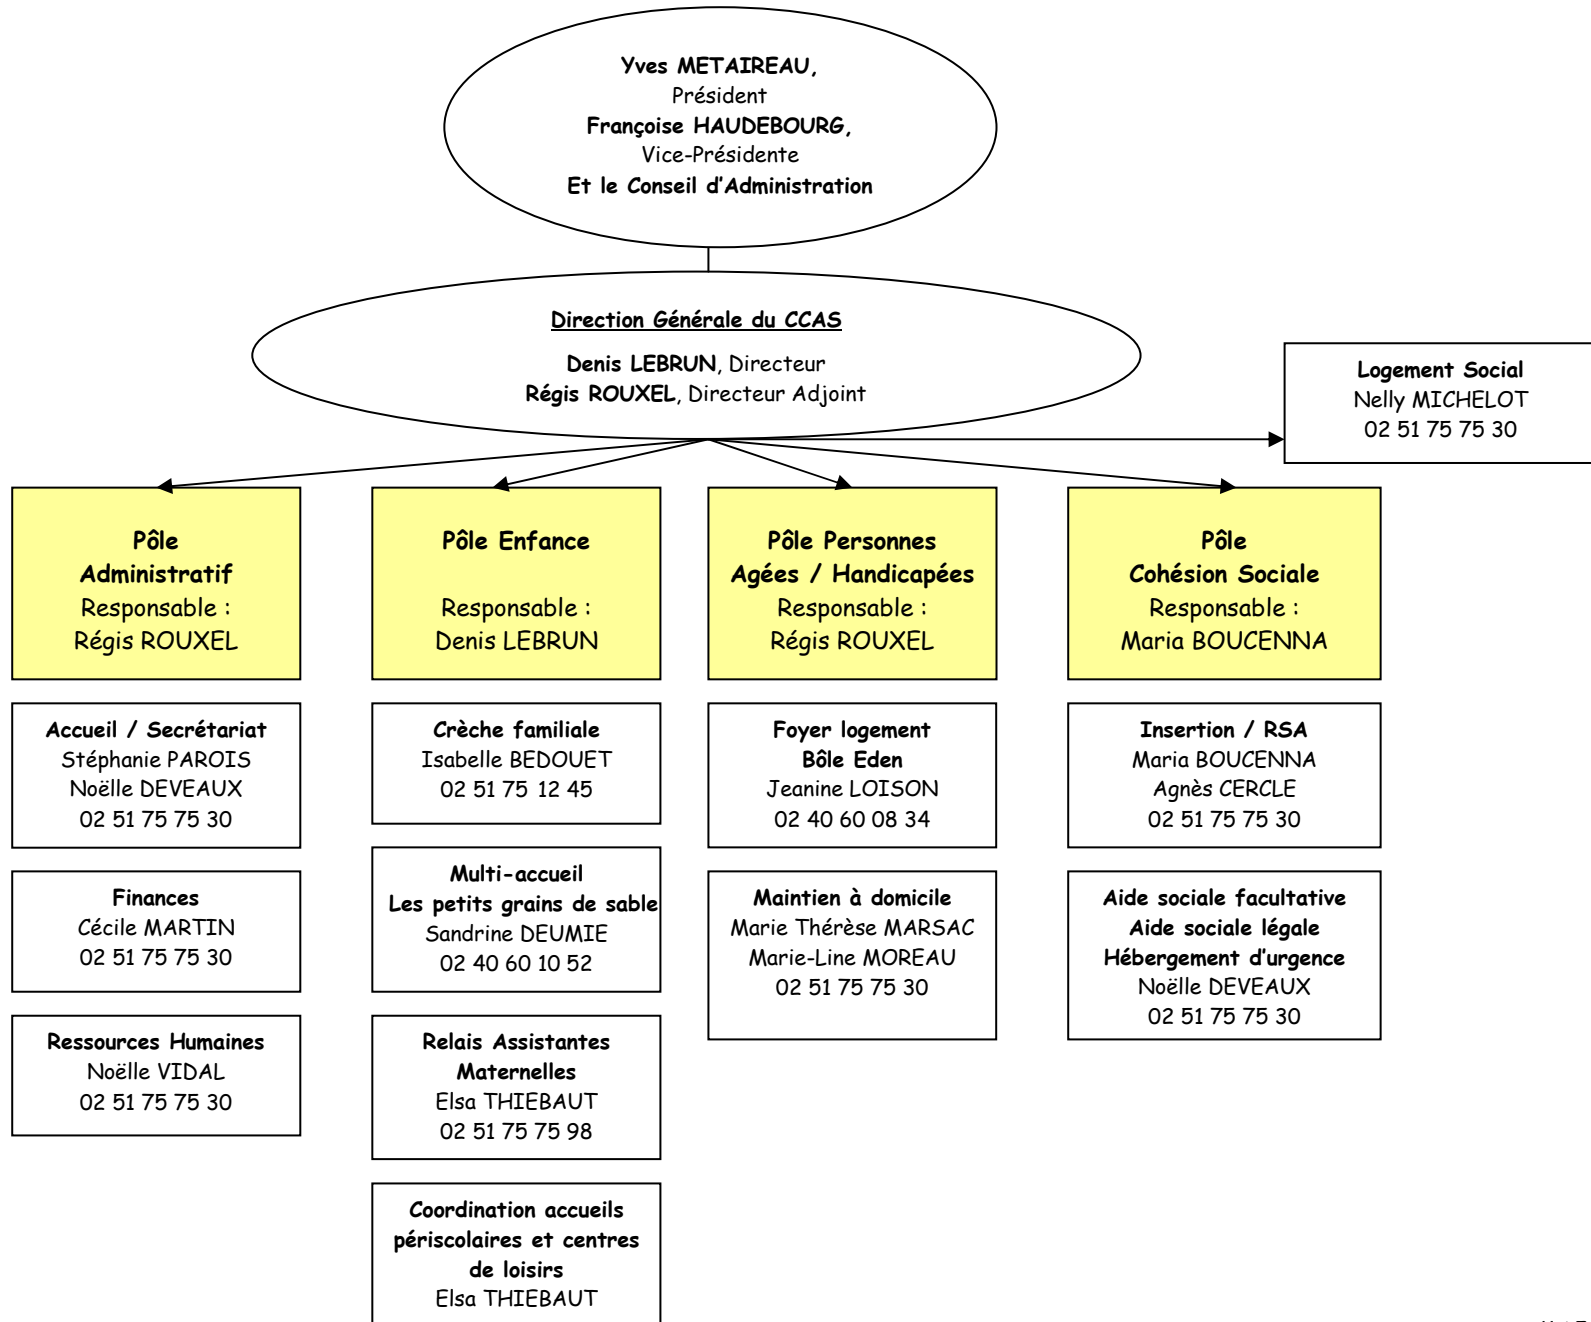 Yves METAIREAU,
Président
Françoise HAUDEBOURG,
Vice-Présidente
Et le Conseil d'Administration
Direction Générale du CCAS
Denis LEBRUN, Directeur
Régis ROUXEL, Directeur Adjoint
Logement Social
Nelly MICHELOT
02 51 75 75 30
Pôle
Administratif
Responsable :
Régis ROUXEL
Pôle Enfance
Responsable :
Denis LEBRUN
Pôle Personnes
Agées / Handicapées
Responsable :
Régis ROUXEL
Pôle
Cohésion Sociale
Responsable :
Maria BOUCENNA
Accueil / Secrétariat
Stéphanie PAROIS
Noëlle DEVEAUX
02 51 75 75 30
Finances
Cécile MARTIN
02 51 75 75 30
Ressources Humaines
Noëlle VIDAL
02 51 75 75 30
Crèche familiale
Isabelle BEDOUET
02 51 75 12 45
Multi-accueil
Les petits grains de sable
Sandrine DEUMIE
02 40 60 10 52
Relais Assistantes
Maternelles
Elsa THIEBAUT
02 51 75 75 98
Coordination accueils
périscolaires et centres
de loisirs
Elsa THIEBAUT
Foyer logement
Bôle Eden
Jeanine LOISON
02 40 60 08 34
Maintien à domicile
Marie Thérèse MARSAC
Marie-Line MOREAU
02 51 75 75 30
Insertion / RSA
Maria BOUCENNA
Agnès CERCLE
02 51 75 75 30
Aide sociale facultative
Aide sociale légale
Hébergement d'urgence
Noëlle DEVEAUX
02 51 75 75 30